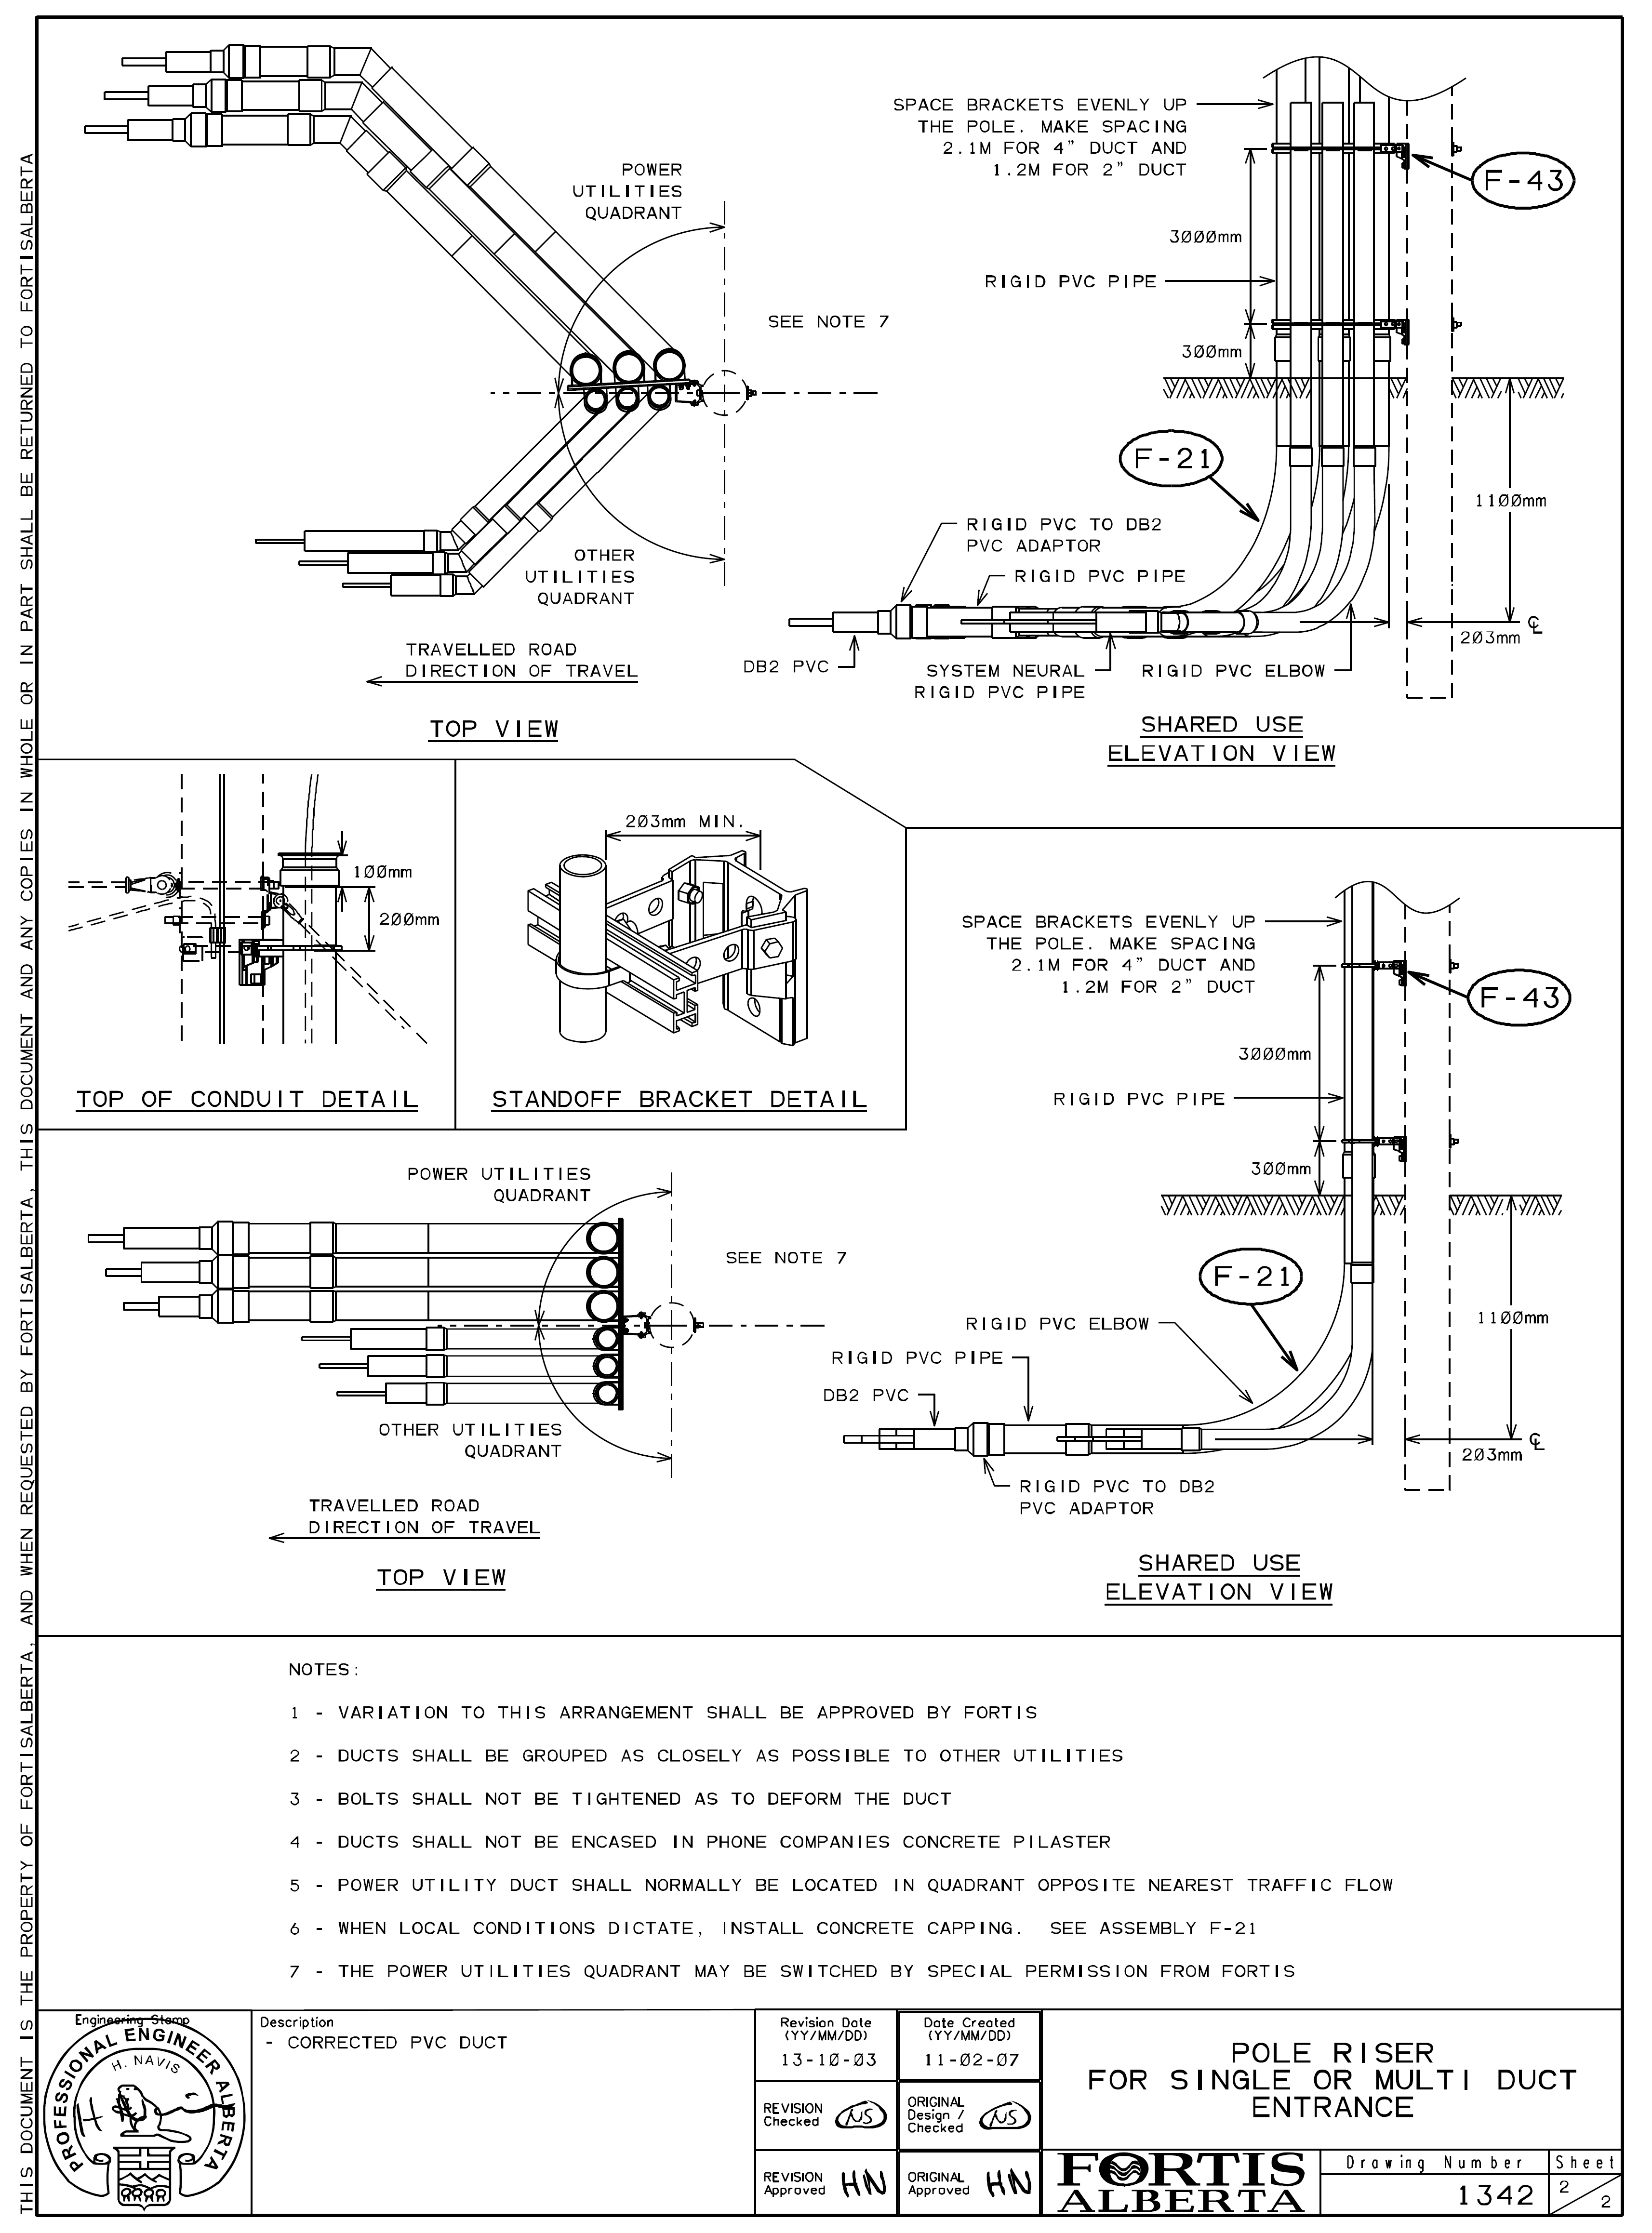 THIS DOCUMENT IS THE PROPERTY OF FORTISALBERTA, AND WHEN REQUESTED BY FORTISALBERTA, THIS DOCUMENT AND ANY COPIES IN WHOLE OR IN PART SHALL BE RETURNED TO FORTISALBERTA
POWER
UTILITIES
QUADRANT
SEE NOTE 7
OTHER
UTILITIES
QUADRANT
TRAVELLED ROAD
DIRECTION OF TRAVEL
TOP VIEW
SPACE BRACKETS EVENLY UP
THE POLE. MAKE SPACING
2.1M FOR 4" DUCT AND
1.2M FOR 2" DUCT
F-43
3000mm
RIGID PVC PIPE
300mm
F-21
1100mm
RIGID PVC TO DB2
PVC ADAPTOR
RIGID PVC PIPE
203mm
DB2 PVC
SYSTEM NEURAL
RIGID PVC PIPE
RIGID PVC ELBOW
SHARED USE
ELEVATION VIEW
100mm
200mm
TOP OF CONDUIT DETAIL
203mm MIN.
STANDOFF BRACKET DETAIL
SPACE BRACKETS EVENLY UP
THE POLE. MAKE SPACING
2.1M FOR 4" DUCT AND
1.2M FOR 2" DUCT
F-43
3000mm
RIGID PVC PIPE
300mm
F-21
1100mm
RIGID PVC ELBOW
RIGID PVC PIPE
DB2 PVC
203mm
RIGID PVC TO DB2
PVC ADAPTOR
SHARED USE
ELEVATION VIEW
POWER UTILITIES
QUADRANT
SEE NOTE 7
OTHER UTILITIES
QUADRANT
TRAVELLED ROAD
DIRECTION OF TRAVEL
TOP VIEW
NOTES:
1 - VARIATION TO THIS ARRANGEMENT SHALL BE APPROVED BY FORTIS
2 - DUCTS SHALL BE GROUPED AS CLOSELY AS POSSIBLE TO OTHER UTILITIES
3 - BOLTS SHALL NOT BE TIGHTENED AS TO DEFORM THE DUCT
4 - DUCTS SHALL NOT BE ENCASED IN PHONE COMPANIES CONCRETE PILASTER
5 - POWER UTILITY DUCT SHALL NORMALLY BE LOCATED IN QUADRANT OPPOSITE NEAREST TRAFFIC FLOW
6 - WHEN LOCAL CONDITIONS DICTATE, INSTALL CONCRETE CAPPING. SEE ASSEMBLY F-21
7 - THE POWER UTILITIES QUADRANT MAY BE SWITCHED BY SPECIAL PERMISSION FROM FORTIS
Engineering Stamp
PROFESSIONAL ENGINEER ALBERTA
H. NAVIS
Description
- CORRECTED PVC DUCT
Revision Date
(YY/MM/DD)
13-10-03
Date Created
(YY/MM/DD)
11-02-07
REVISION
Checked
NS
ORIGINAL
Design /
Checked
NS
REVISION
Approved
HN
ORIGINAL
Approved
HN
POLE RISER
FOR SINGLE OR MULTI DUCT
ENTRANCE
FORTIS
ALBERTA
Drawing Number
1342
Sheet
2/2